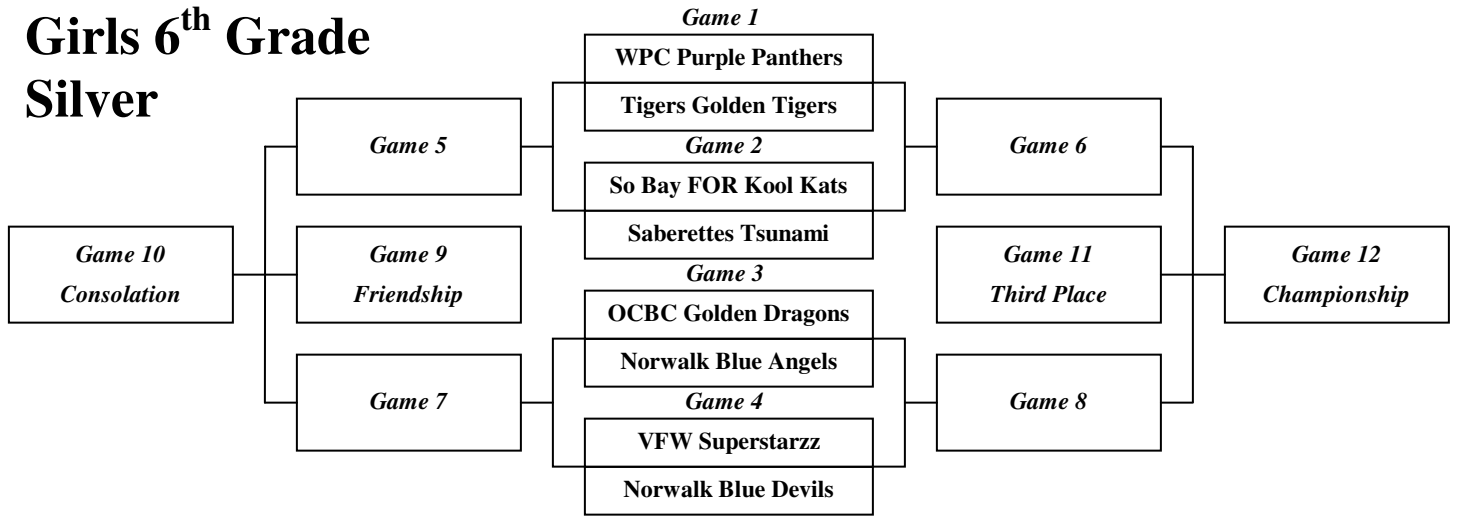 Girls 6th Grade
Silver
Game 1
WPC Purple Panthers
Tigers Golden Tigers
Game 5
Game 2
Game 6
So Bay FOR Kool Kats
Saberettes Tsunami
Game 10
Consolation
Game 9
Friendship
Game 11
Third Place
Game 12
Championship
Game 3
OCBC Golden Dragons
Norwalk Blue Angels
Game 7
Game 4
Game 8
VFW Superstarzz
Norwalk Blue Devils